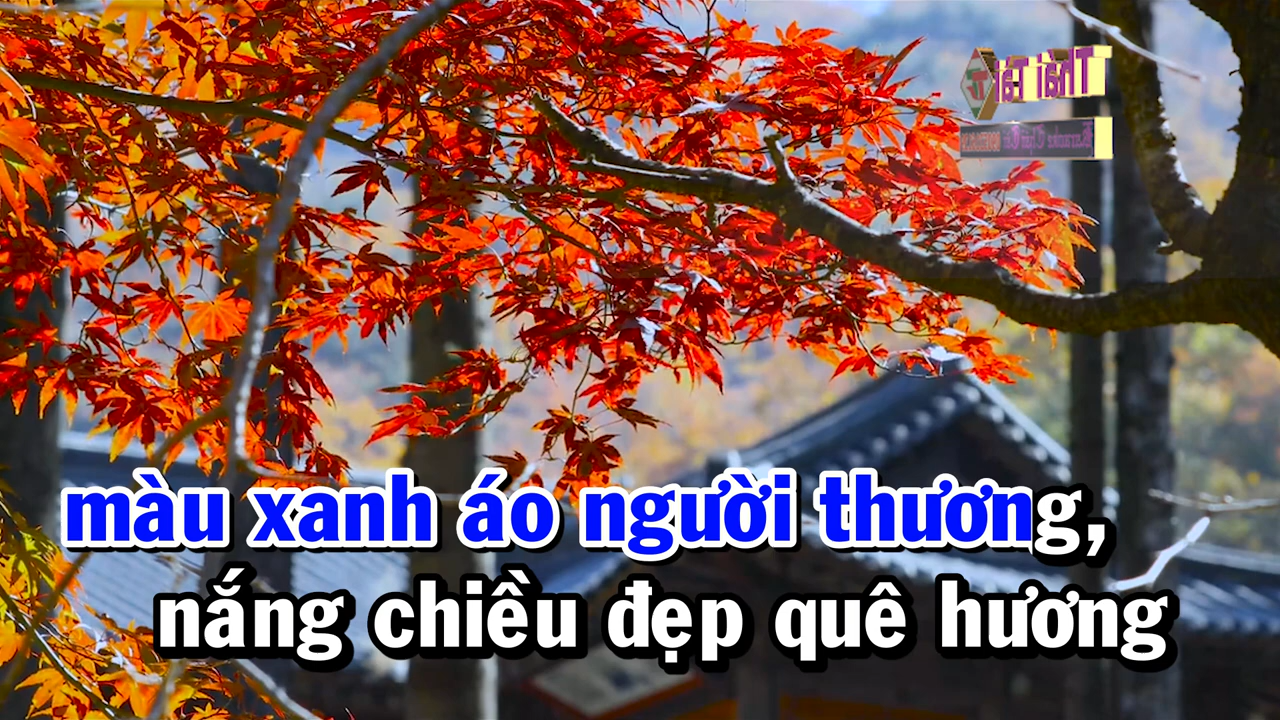 màu xanh áo người thương,
nắng chiều đẹp quê hương